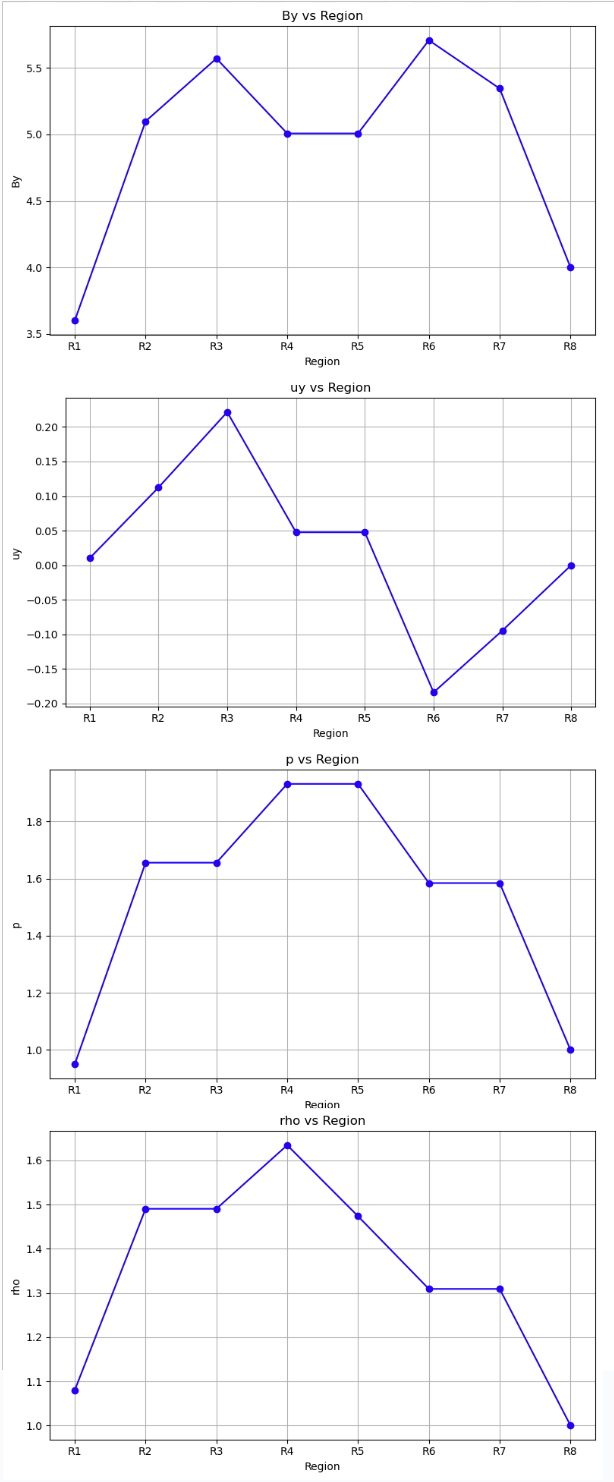 By vs Region
5.5
5.0
4.5
4.0
3.5
By
R1 R2 R3 R4 R5 R6 R7 R8
Region
uy vs Region
0.20
0.15
0.10
0.05
0.00
−0.05
−0.10
−0.15
−0.20
uy
R1 R2 R3 R4 R5 R6 R7 R8
Region
p vs Region
1.8
1.6
1.4
1.2
1.0
p
R1 R2 R3 R4 R5 R6 R7 R8
Region
rho vs Region
1.6
1.5
1.4
1.3
1.2
1.1
1.0
rho
R1 R2 R3 R4 R5 R6 R7 R8
Region